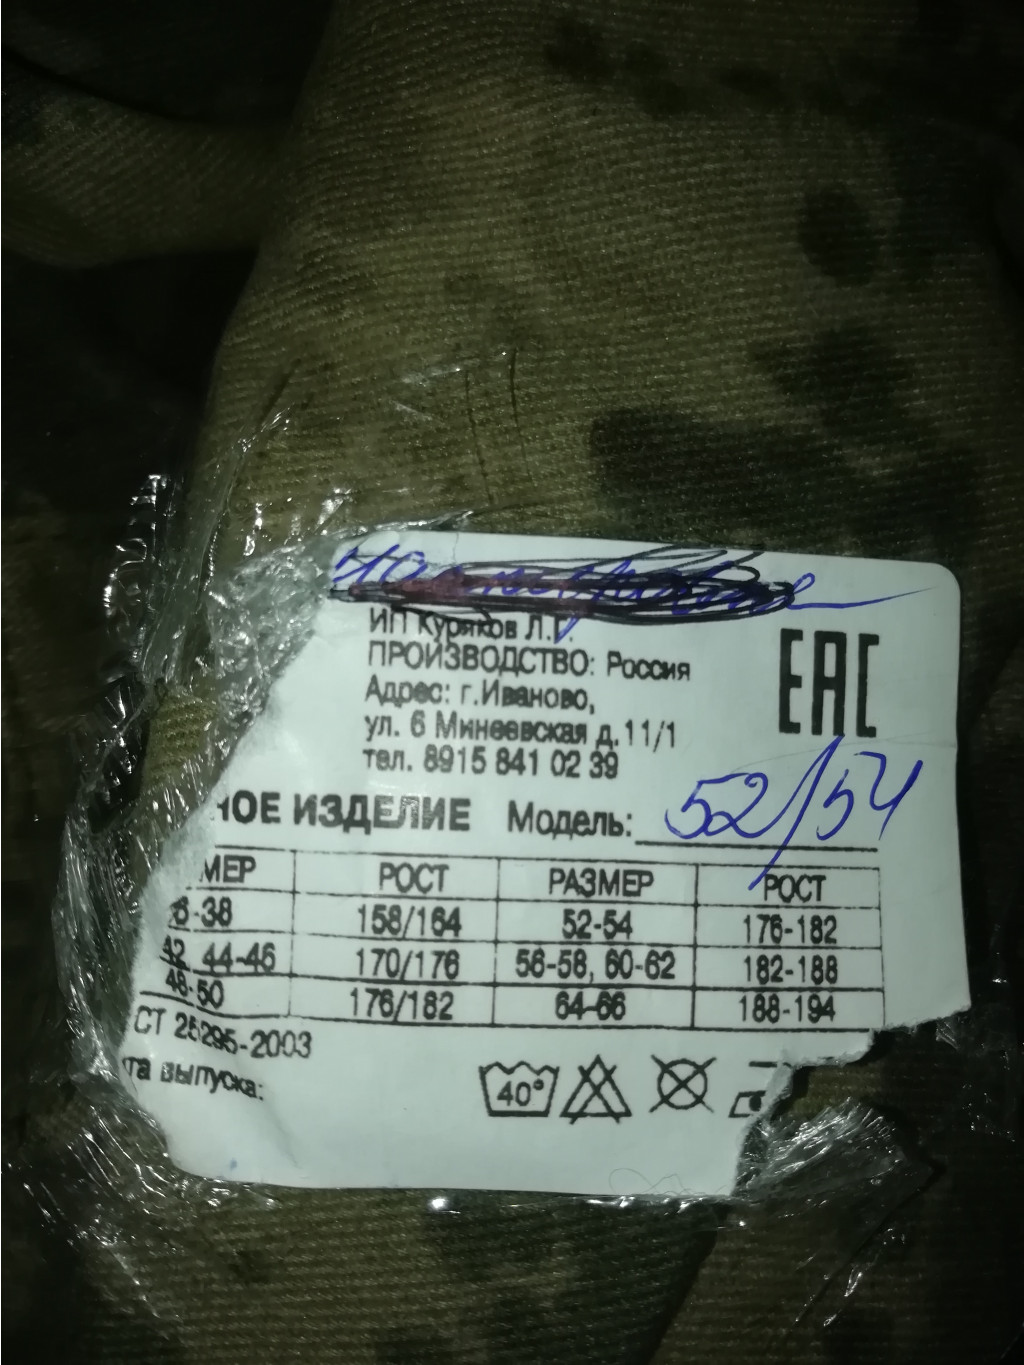 ИП Куряков Л.Г.
ПРОИЗВОДСТВО: Россия
Адрес: г.Иваново,
ул. 6 Минеевская д.11/1
тел. 8915 841 02 39
EAC
НОЕ ИЗДЕЛИЕ Модель: 52/54
МЕР РОСТ РАЗМЕР РОСТ
6-38 158/164 52-54 176-182
42, 44-46 170/176 56-58, 60-62 182-188
48-50 176/182 64-66 188-194
СТ 25295-2003
та выпуска:
40°